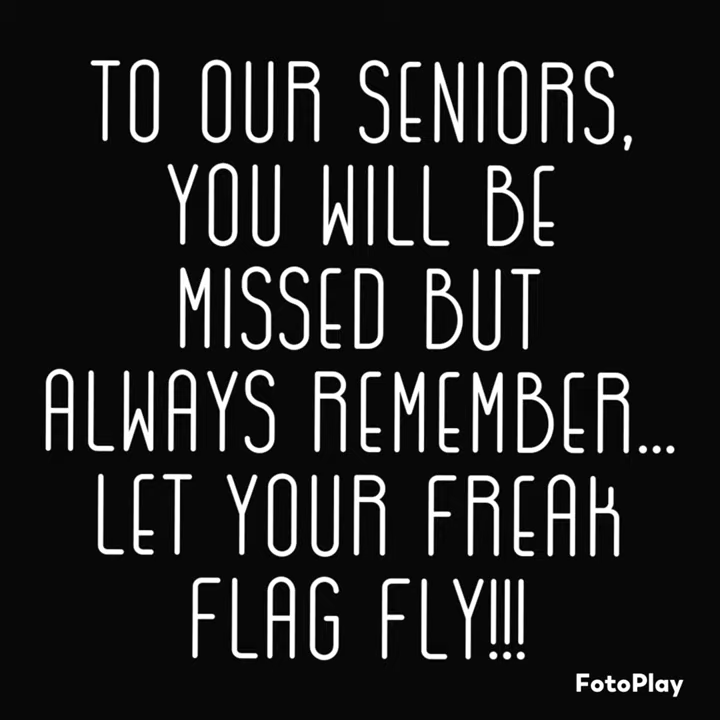 TO OUR SENIORS,
YOU WILL BE
MISSED BUT
ALWAYS REMEMBER...
LET YOUR FREAK
FLAG FLY!!!
FotoPlay